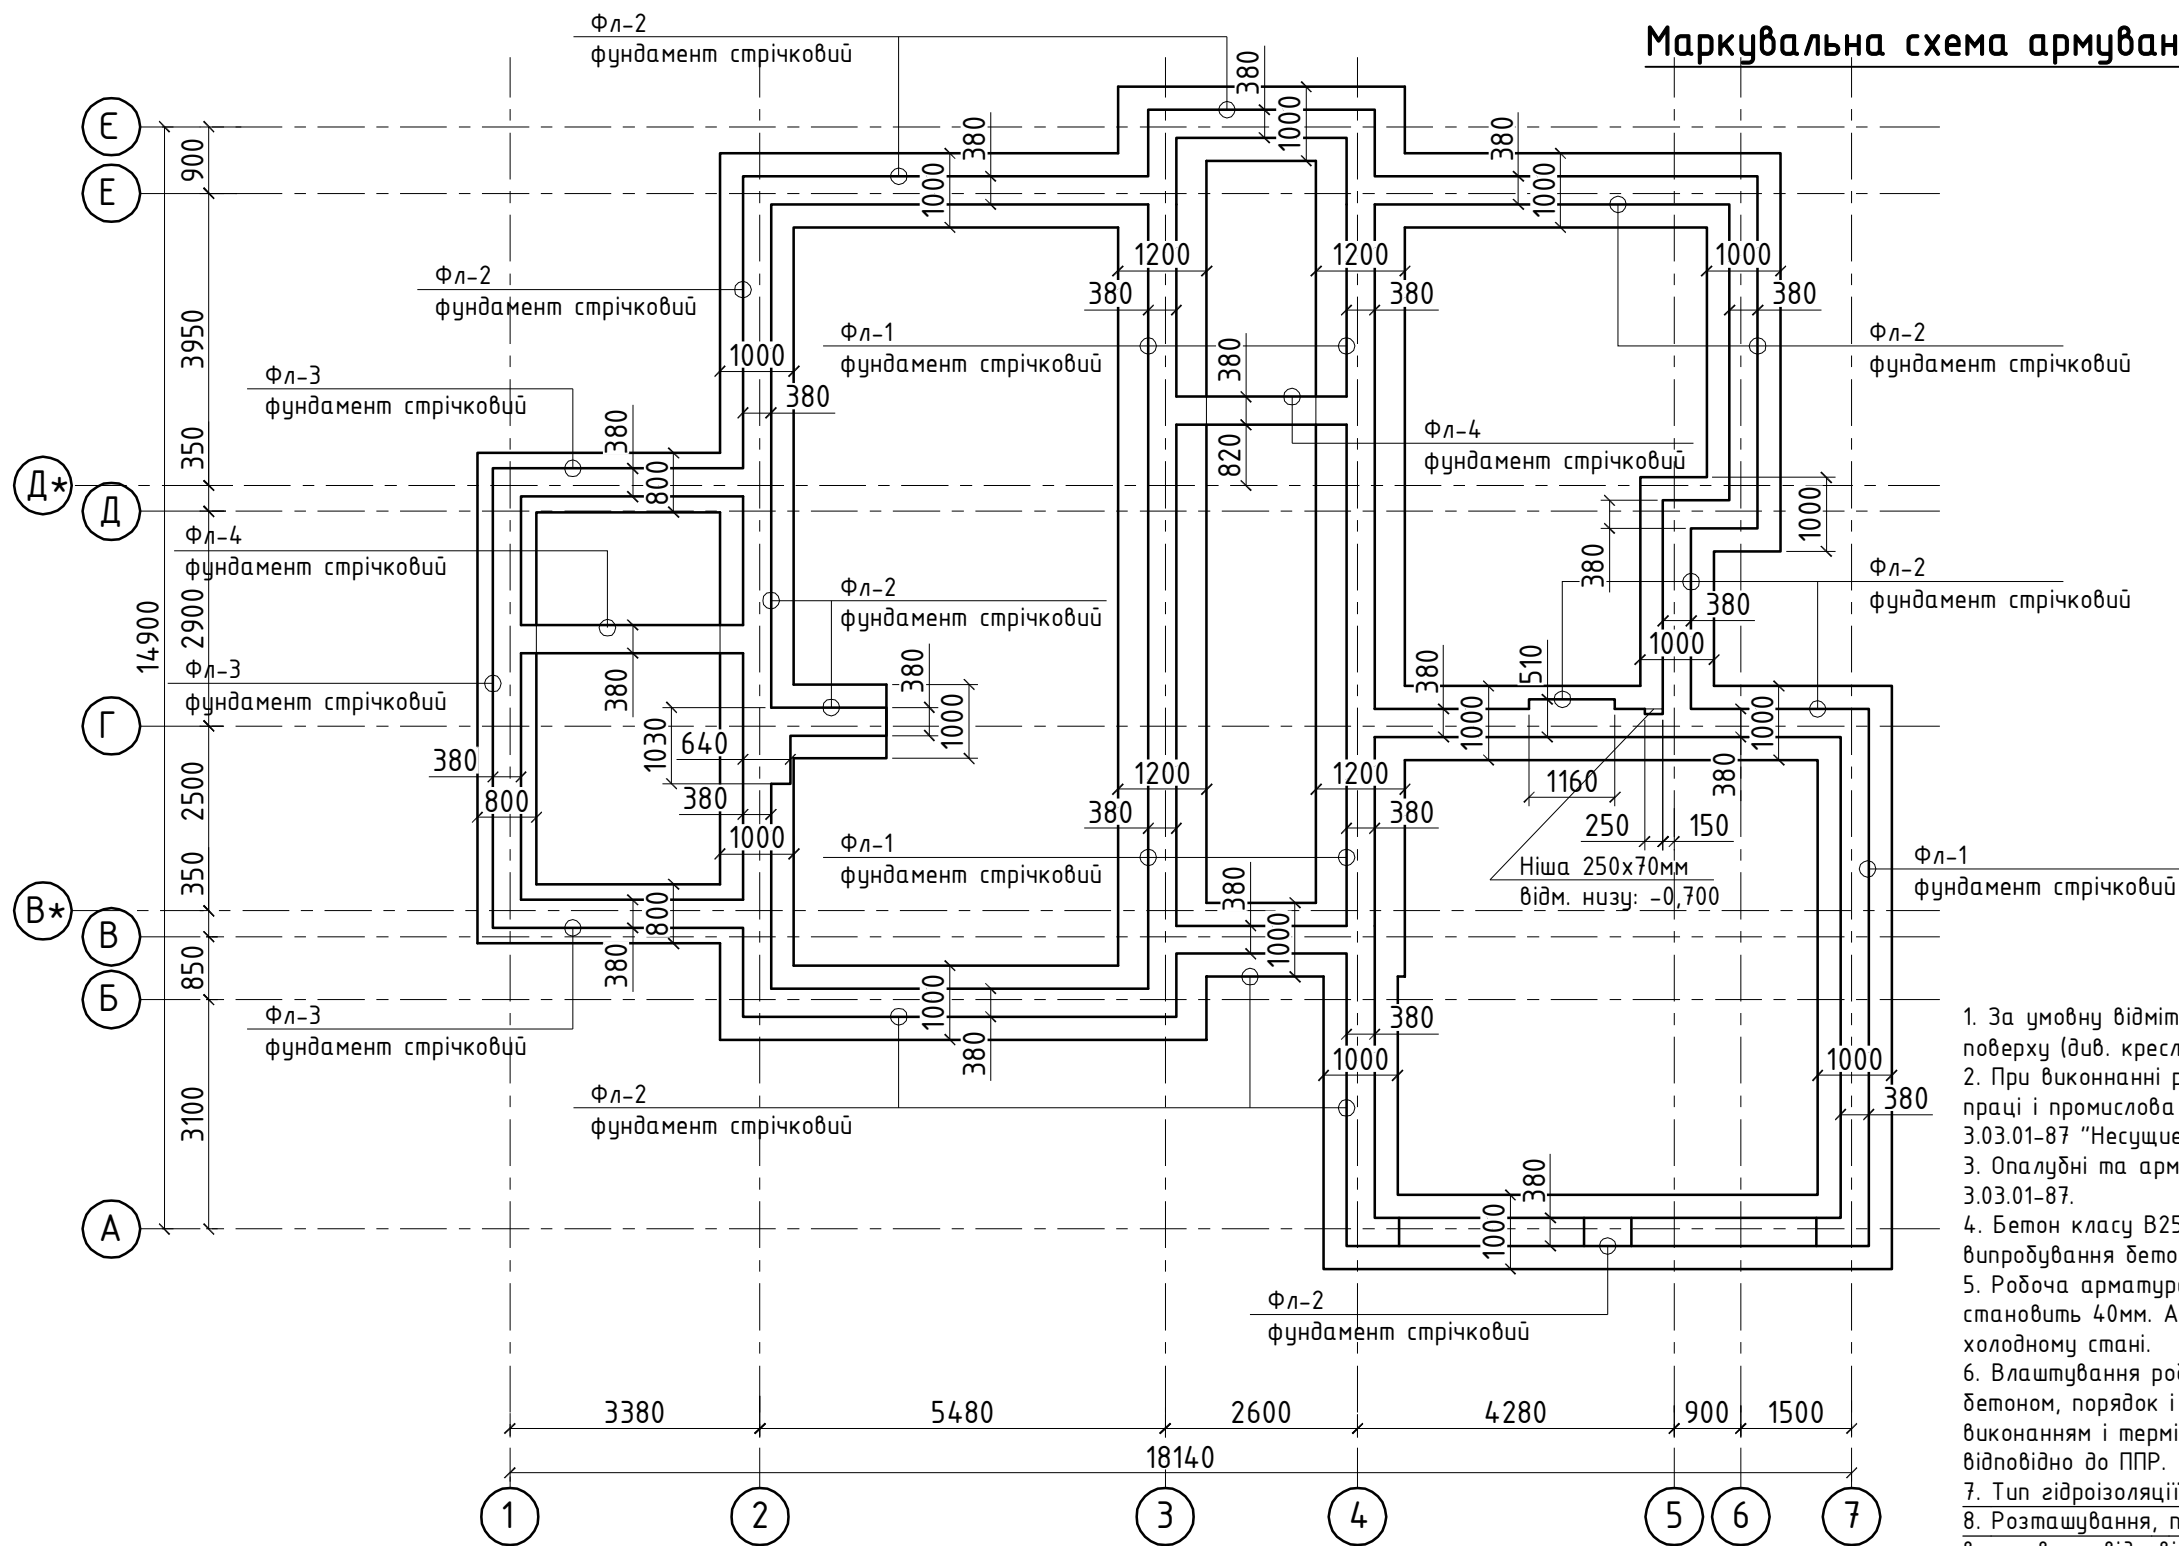 Маркувальна схема армуван
Фл-2
фундамент стрічковий
380
1000
380
1000
380
1000
Є
900
Е
3950
350
Д*
Д
2900
14900
Г
2500
350
В*
В
850
Б
3100
А
Фл-2
фундамент стрічковий
1200
1200
1000
380
380
380
Фл-1
фундамент стрічковий
380
Фл-2
фундамент стрічковий
1000
380
Фл-3
фундамент стрічковий
380
800
Фл-4
фундамент стрічковий
820
1000
380
Фл-4
фундамент стрічковий
Фл-2
фундамент стрічковий
Фл-2
фундамент стрічковий
380
1000
Фл-3
фундамент стрічковий
380
380
1000
1030
640
380
1000
510
1000
380
380
800
380
1000
1200
1200
380
380
1160
250
150
Ніша 250х70мм
відм. низу: -0,700
Фл-1
фундамент стрічковий
Фл-1
фундамент стрічковий
380
1000
800
380
1000
380
380
1000
1000
380
Фл-3
фундамент стрічковий
Фл-2
фундамент стрічковий
380
1000
Фл-2
фундамент стрічковий
3380
5480
2600
4280
900
1500
18140
1
2
3
4
5
6
7
1. За умовну відміт
поверху (див. кресл
2. При виконнанні р
праці і промислова
3.03.01-87 "Несущие
3. Опалубні та арм
3.03.01-87.
4. Бетон класу В25
випробування бето
5. Робоча арматура
становить 40мм. А
холодному стані.
6. Влаштування роб
бетоном, порядок і
виконанням і термі
відповідно до ППР.
7. Тип гідроізоляції
8. Розташування, п